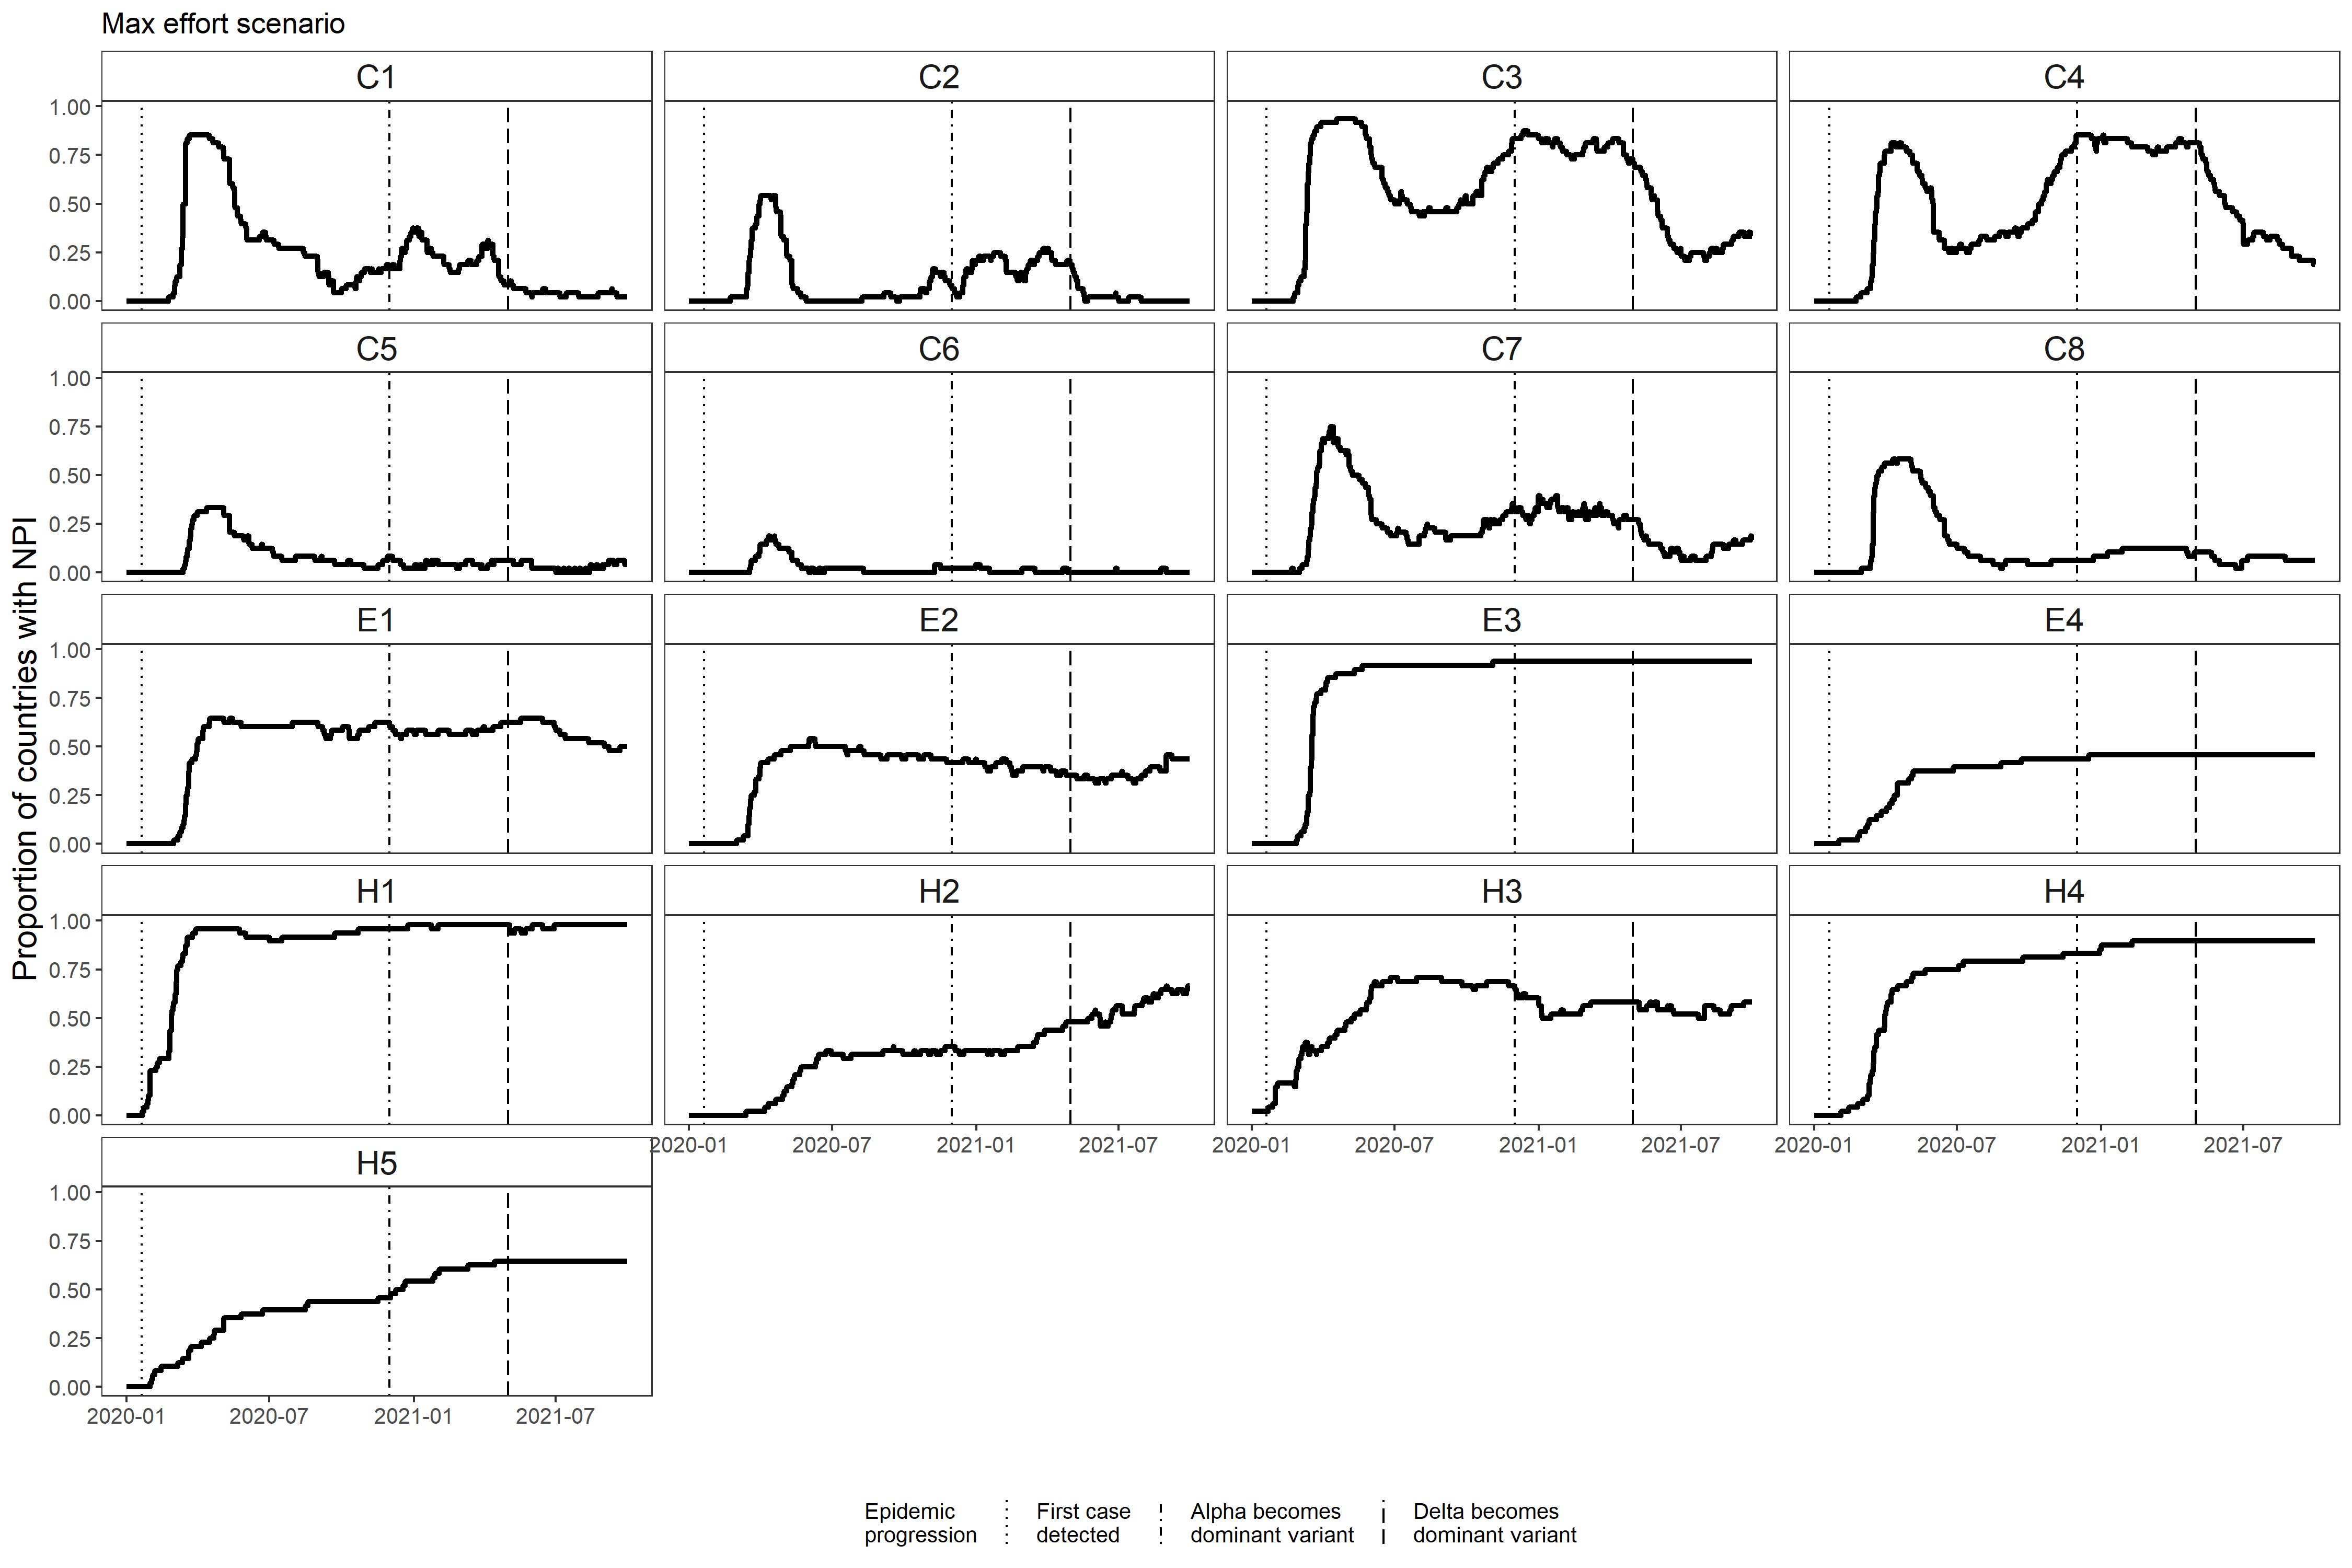 Max effort scenario
C1 C2 C3 C4
1.00
0.75
0.50
0.25
0.00
C5 C6 C7 C8
1.00
0.75
0.50
0.25
0.00
E1 E2 E3 E4
1.00
0.75
0.50
0.25
0.00
H1 H2 H3 H4
1.00
0.75
0.50
0.25
0.00
2020-01 2020-07 2021-01 2021-07 2020-01 2020-07 2021-01 2021-07 2020-01 2020-07 2021-01 2021-07
H5
1.00
0.75
0.50
0.25
0.00
2020-01 2020-07 2021-01 2021-07
Proportion of countries with NPI
Epidemic
progression
First case
detected
Alpha becomes
dominant variant
Delta becomes
dominant variant